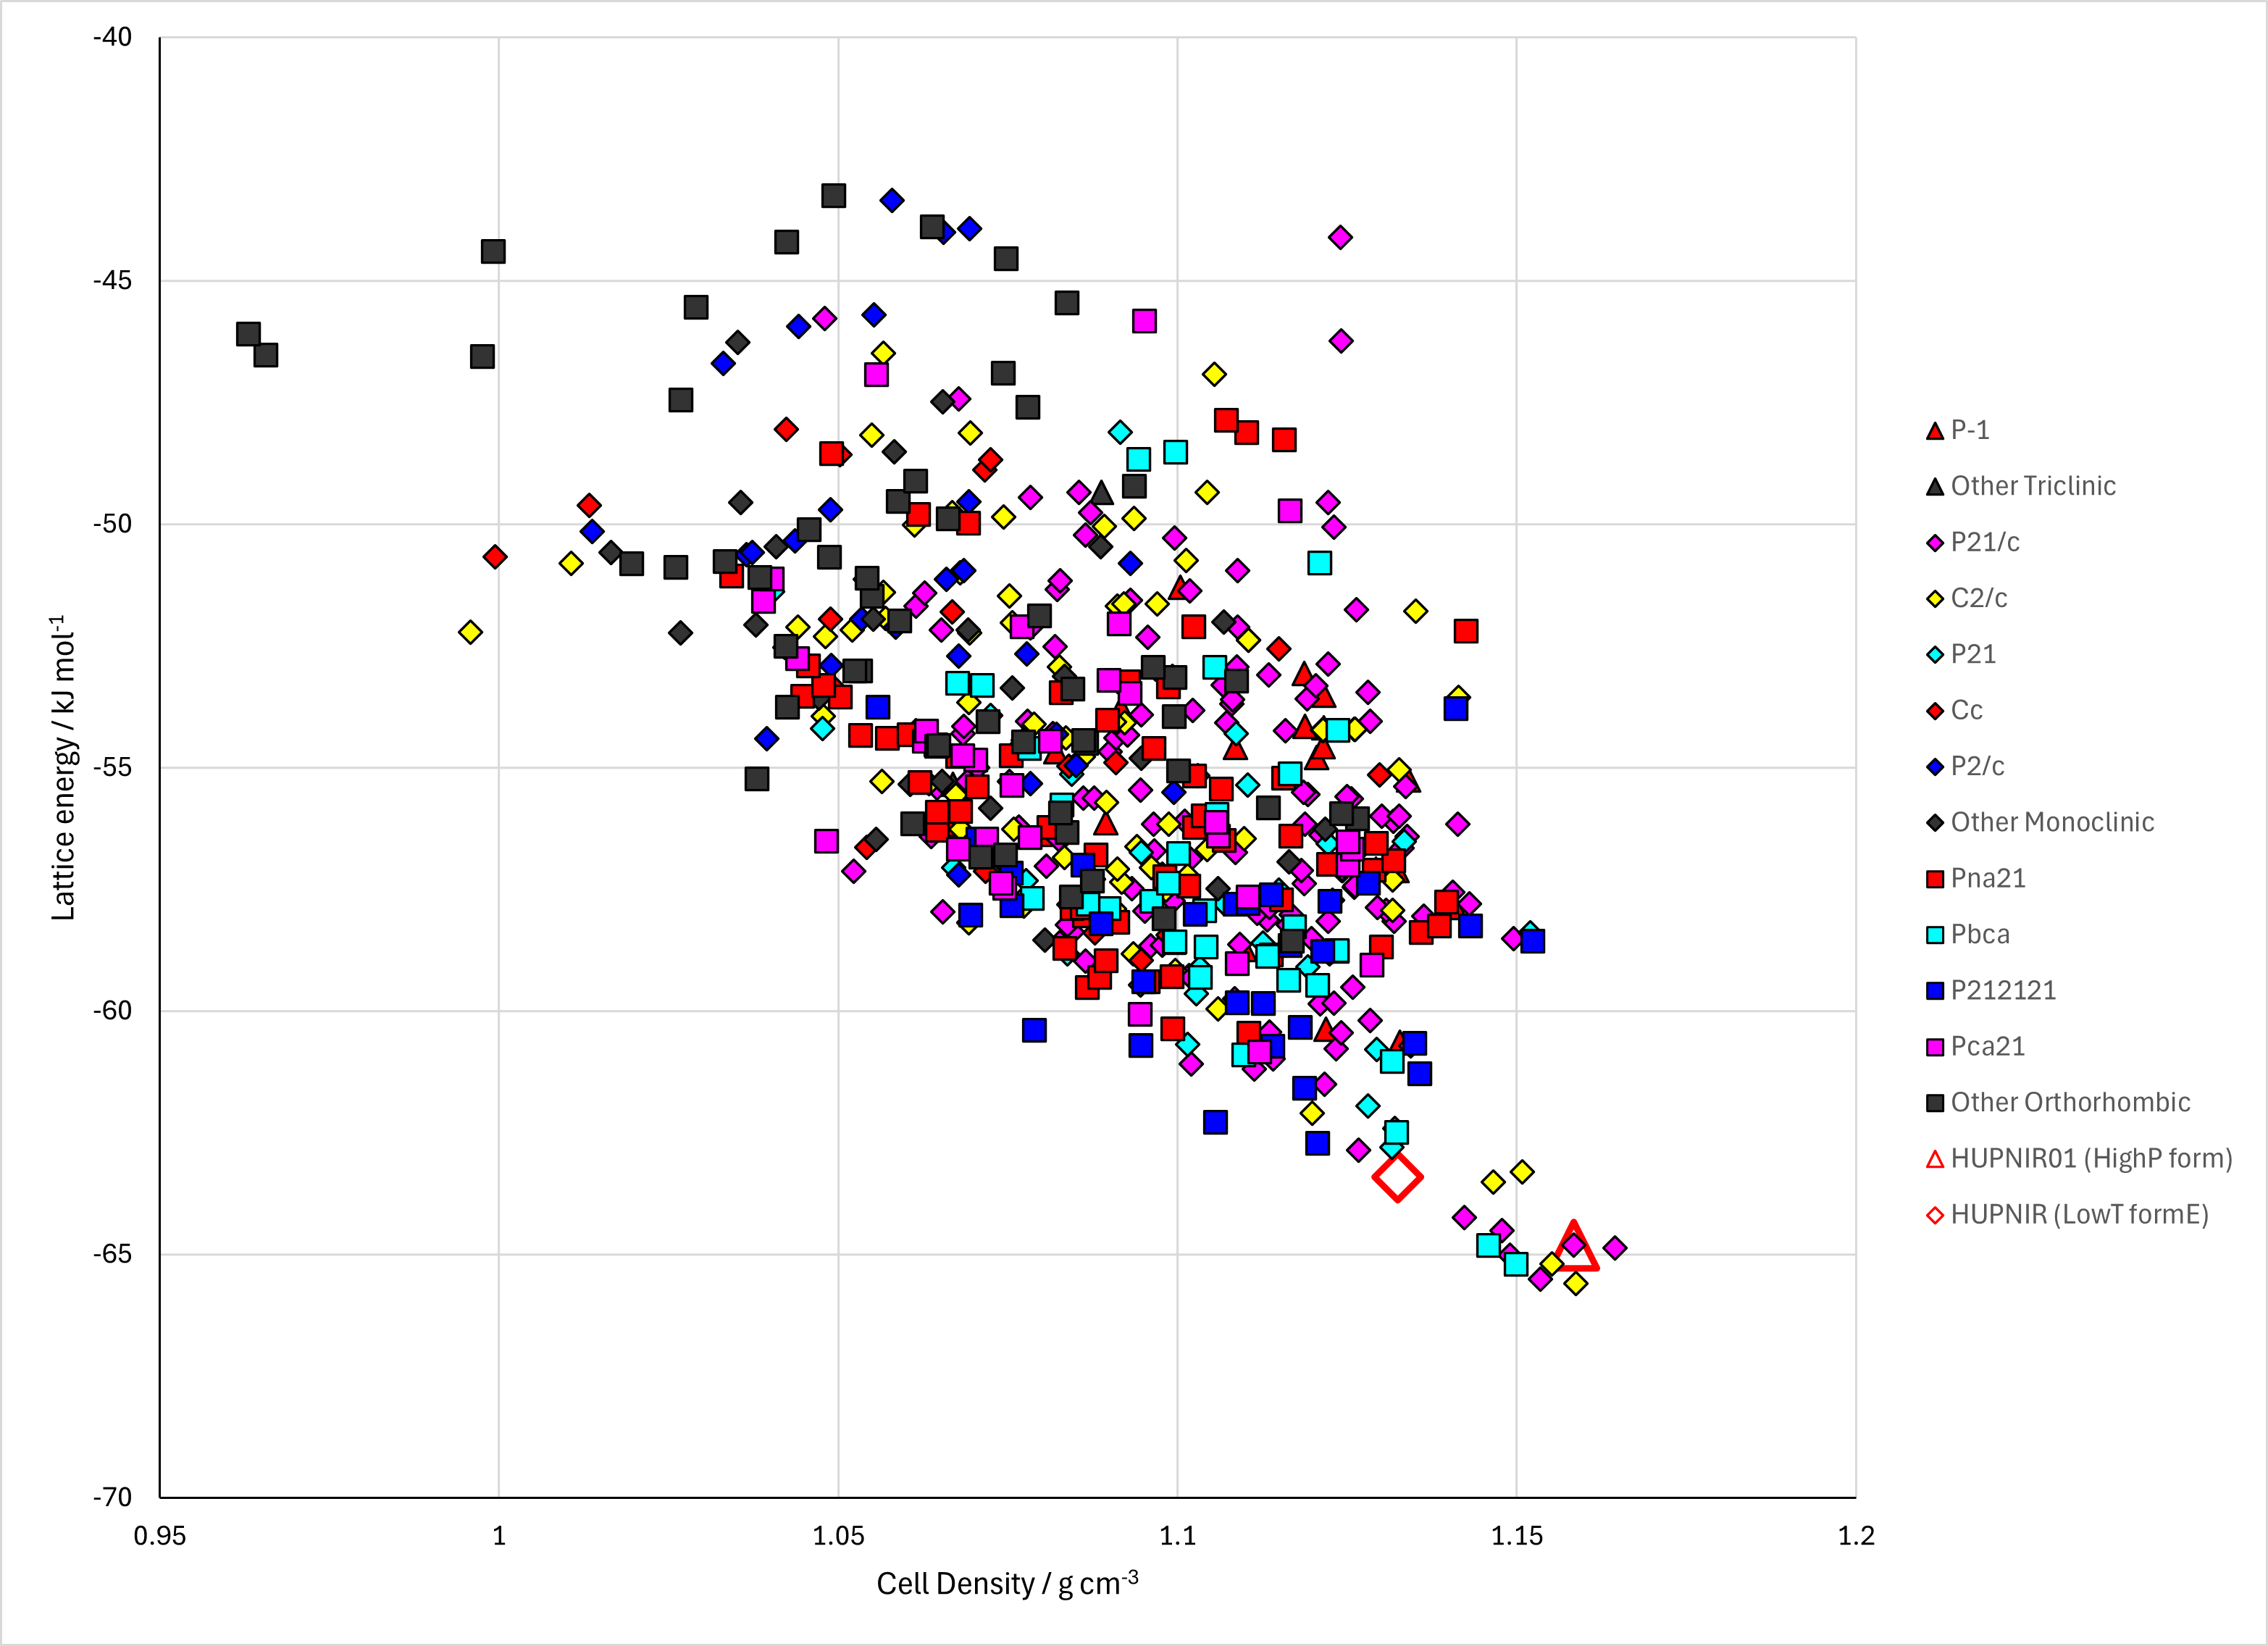 -40
-45
-50
-55
-60
-65
-70
Lattice energy / kJ mol⁻¹
0.95 1 1.05 1.1 1.15 1.2
Cell Density / g cm⁻³
P-1
Other Triclinic
P21/c
C2/c
P21
Cc
P2/c
Other Monoclinic
Pna21
Pbca
P212121
Pca21
Other Orthorhombic
HUPNIR01 (HighP form)
HUPNIR (LowT formE)